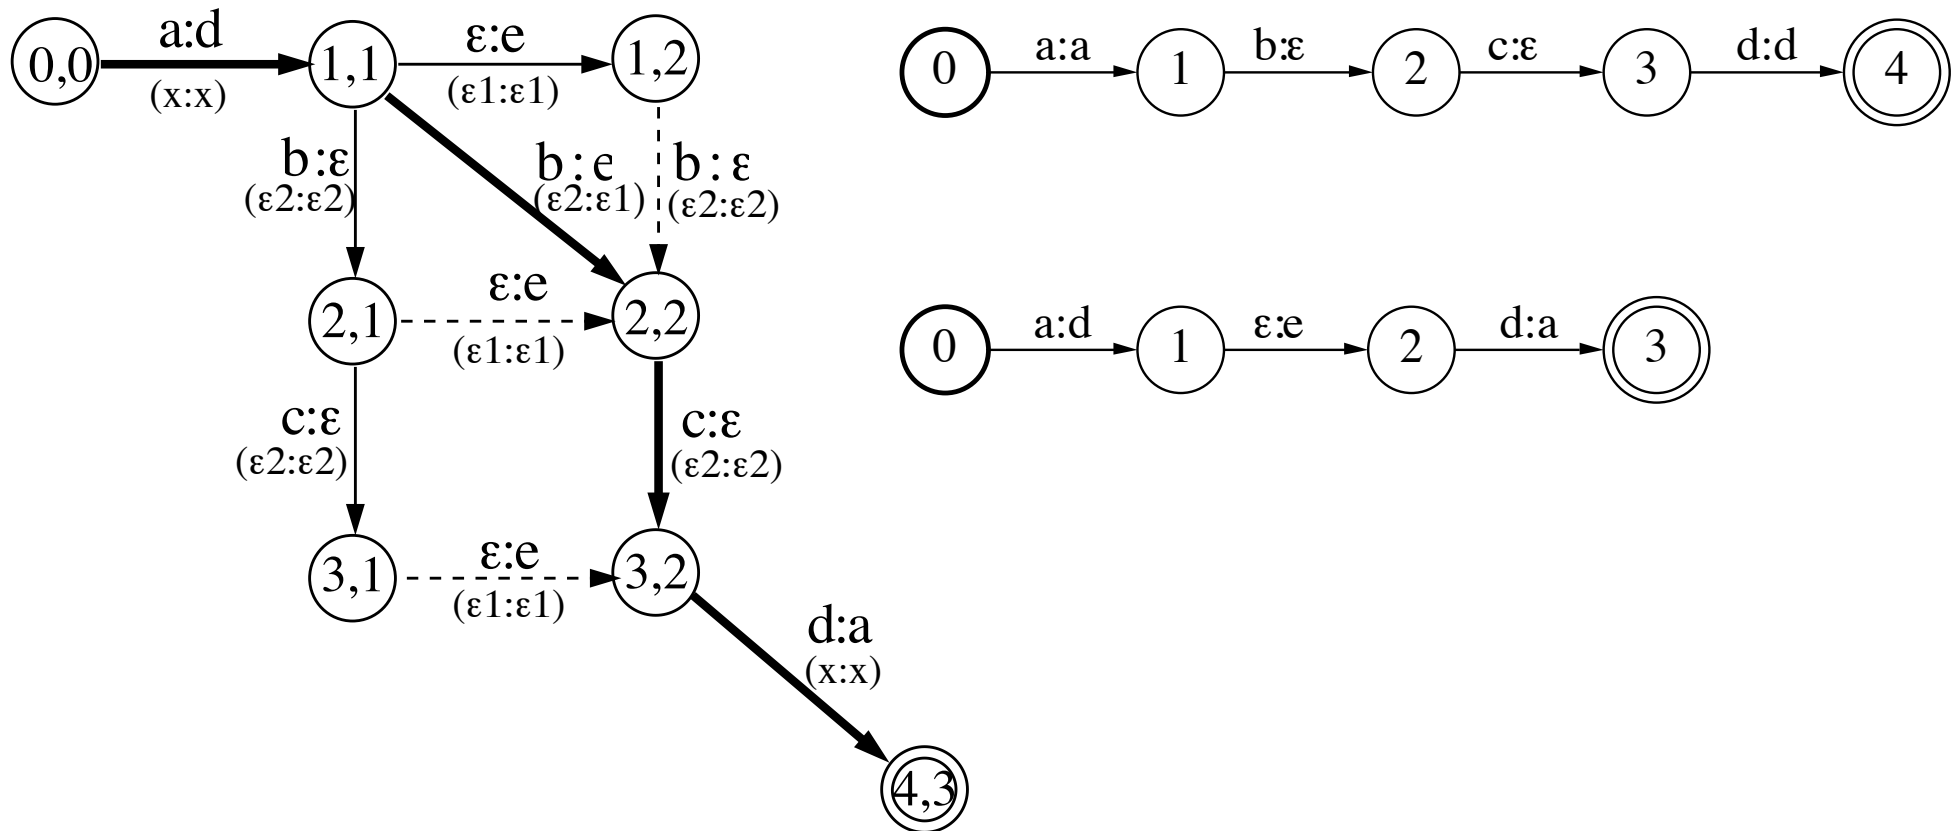 a:d
ε:e
0,0
1,1
1,2
(x:x)
(ε1:ε1)
b:ε
(ε2:ε2)
b:e
(ε2:ε1)
b:ε
(ε2:ε2)
ε:e
2,1
2,2
(ε1:ε1)
c:ε
(ε2:ε2)
c:ε
(ε2:ε2)
ε:e
3,1
3,2
(ε1:ε1)
d:a
(x:x)
4,3
a:a
b:ε
c:ε
d:d
0
1
2
3
4
a:d
ε:e
d:a
0
1
2
3